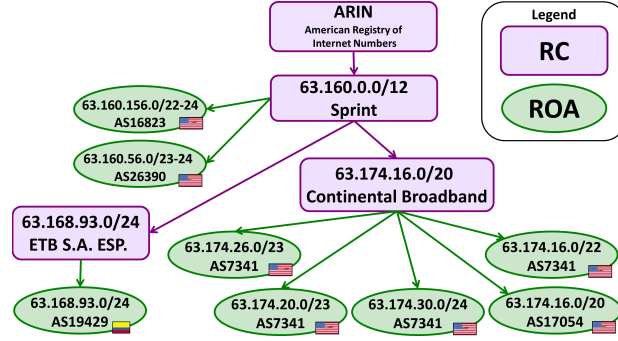 ARIN
American Registry of
Internet Numbers
Legend
RC
ROA
63.160.0.0/12
Sprint
63.160.156.0/22-24
AS16823
63.160.56.0/23-24
AS26390
63.174.16.0/20
Continental Broadband
63.168.93.0/24
ETB S.A. ESP.
63.174.26.0/23
AS7341
63.174.16.0/22
AS7341
63.168.93.0/24
AS19429
63.174.20.0/23
AS7341
63.174.30.0/24
AS7341
63.174.16.0/20
AS17054